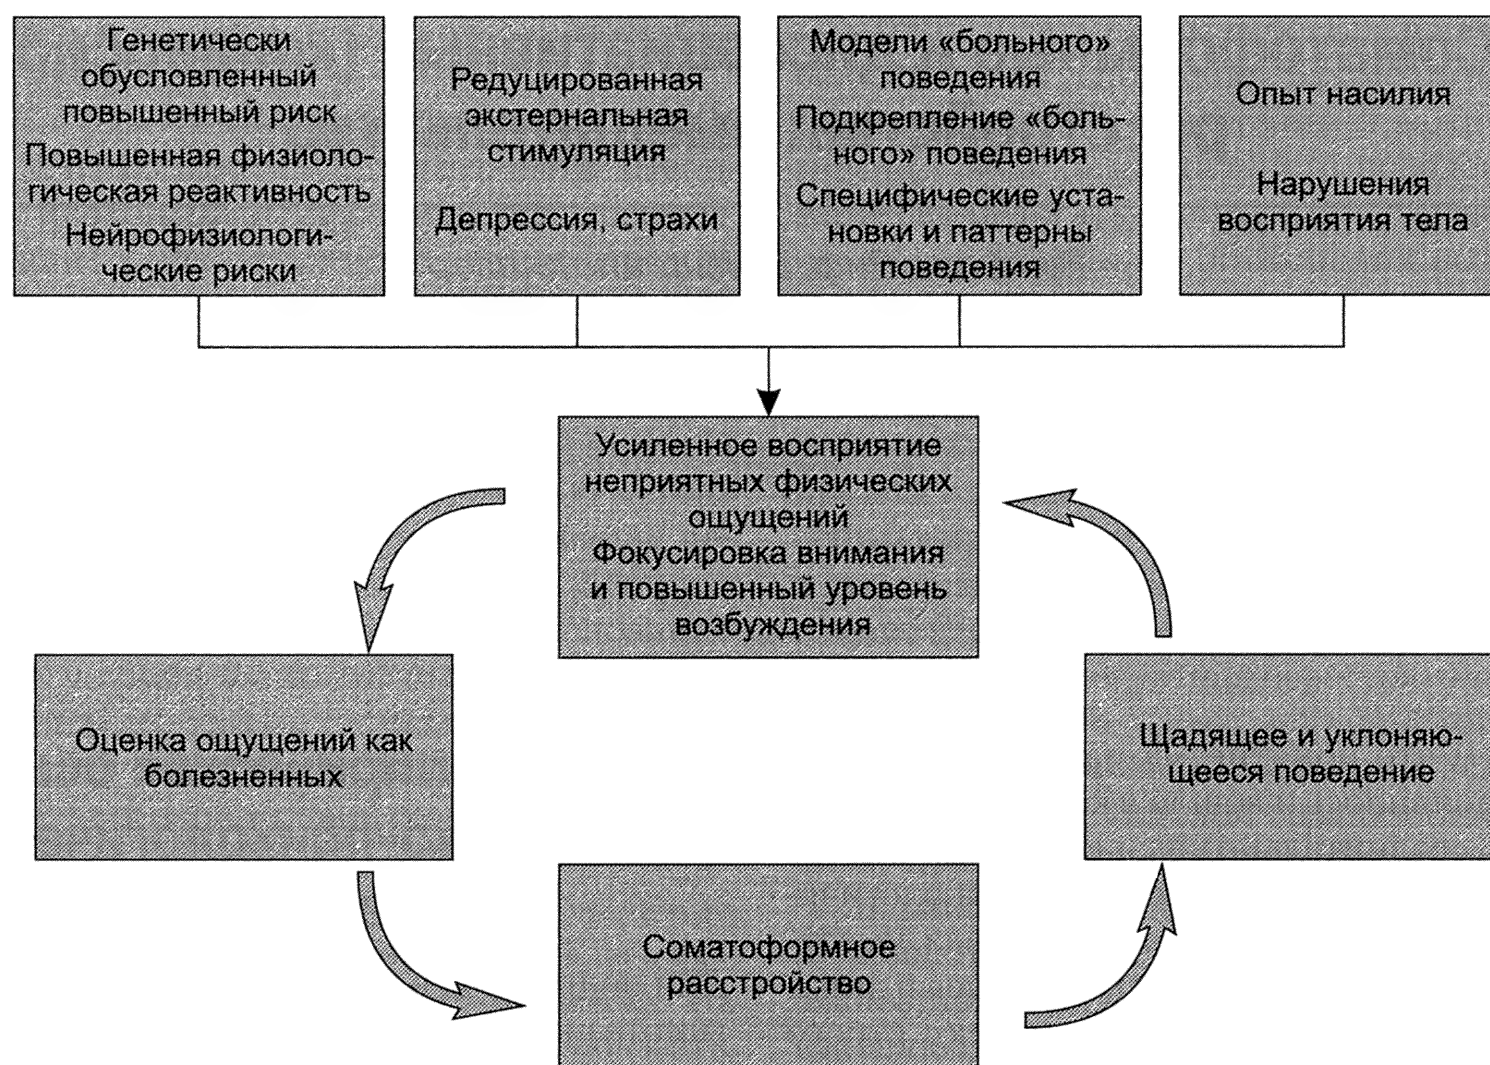 Генетически
обусловленный
повышенный риск
Повышенная физиоло-
гическая реактивность
Нейрофизиологи-
ческие риски
Редуцированная
экстернальная
стимуляция
Депрессия, страхи
Модели «больного»
поведения
Подкрепление «боль-
ного» поведения
Специфические уста-
новки и паттерны
поведения
Опыт насилия
Нарушения
восприятия тела
Усиленное восприятие
неприятных физических
ощущений
Фокусировка внимания
и повышенный уровень
возбуждения
Оценка ощущений как
болезненных
Щадящее и уклоняю-
щееся поведение
Соматоформное
расстройство